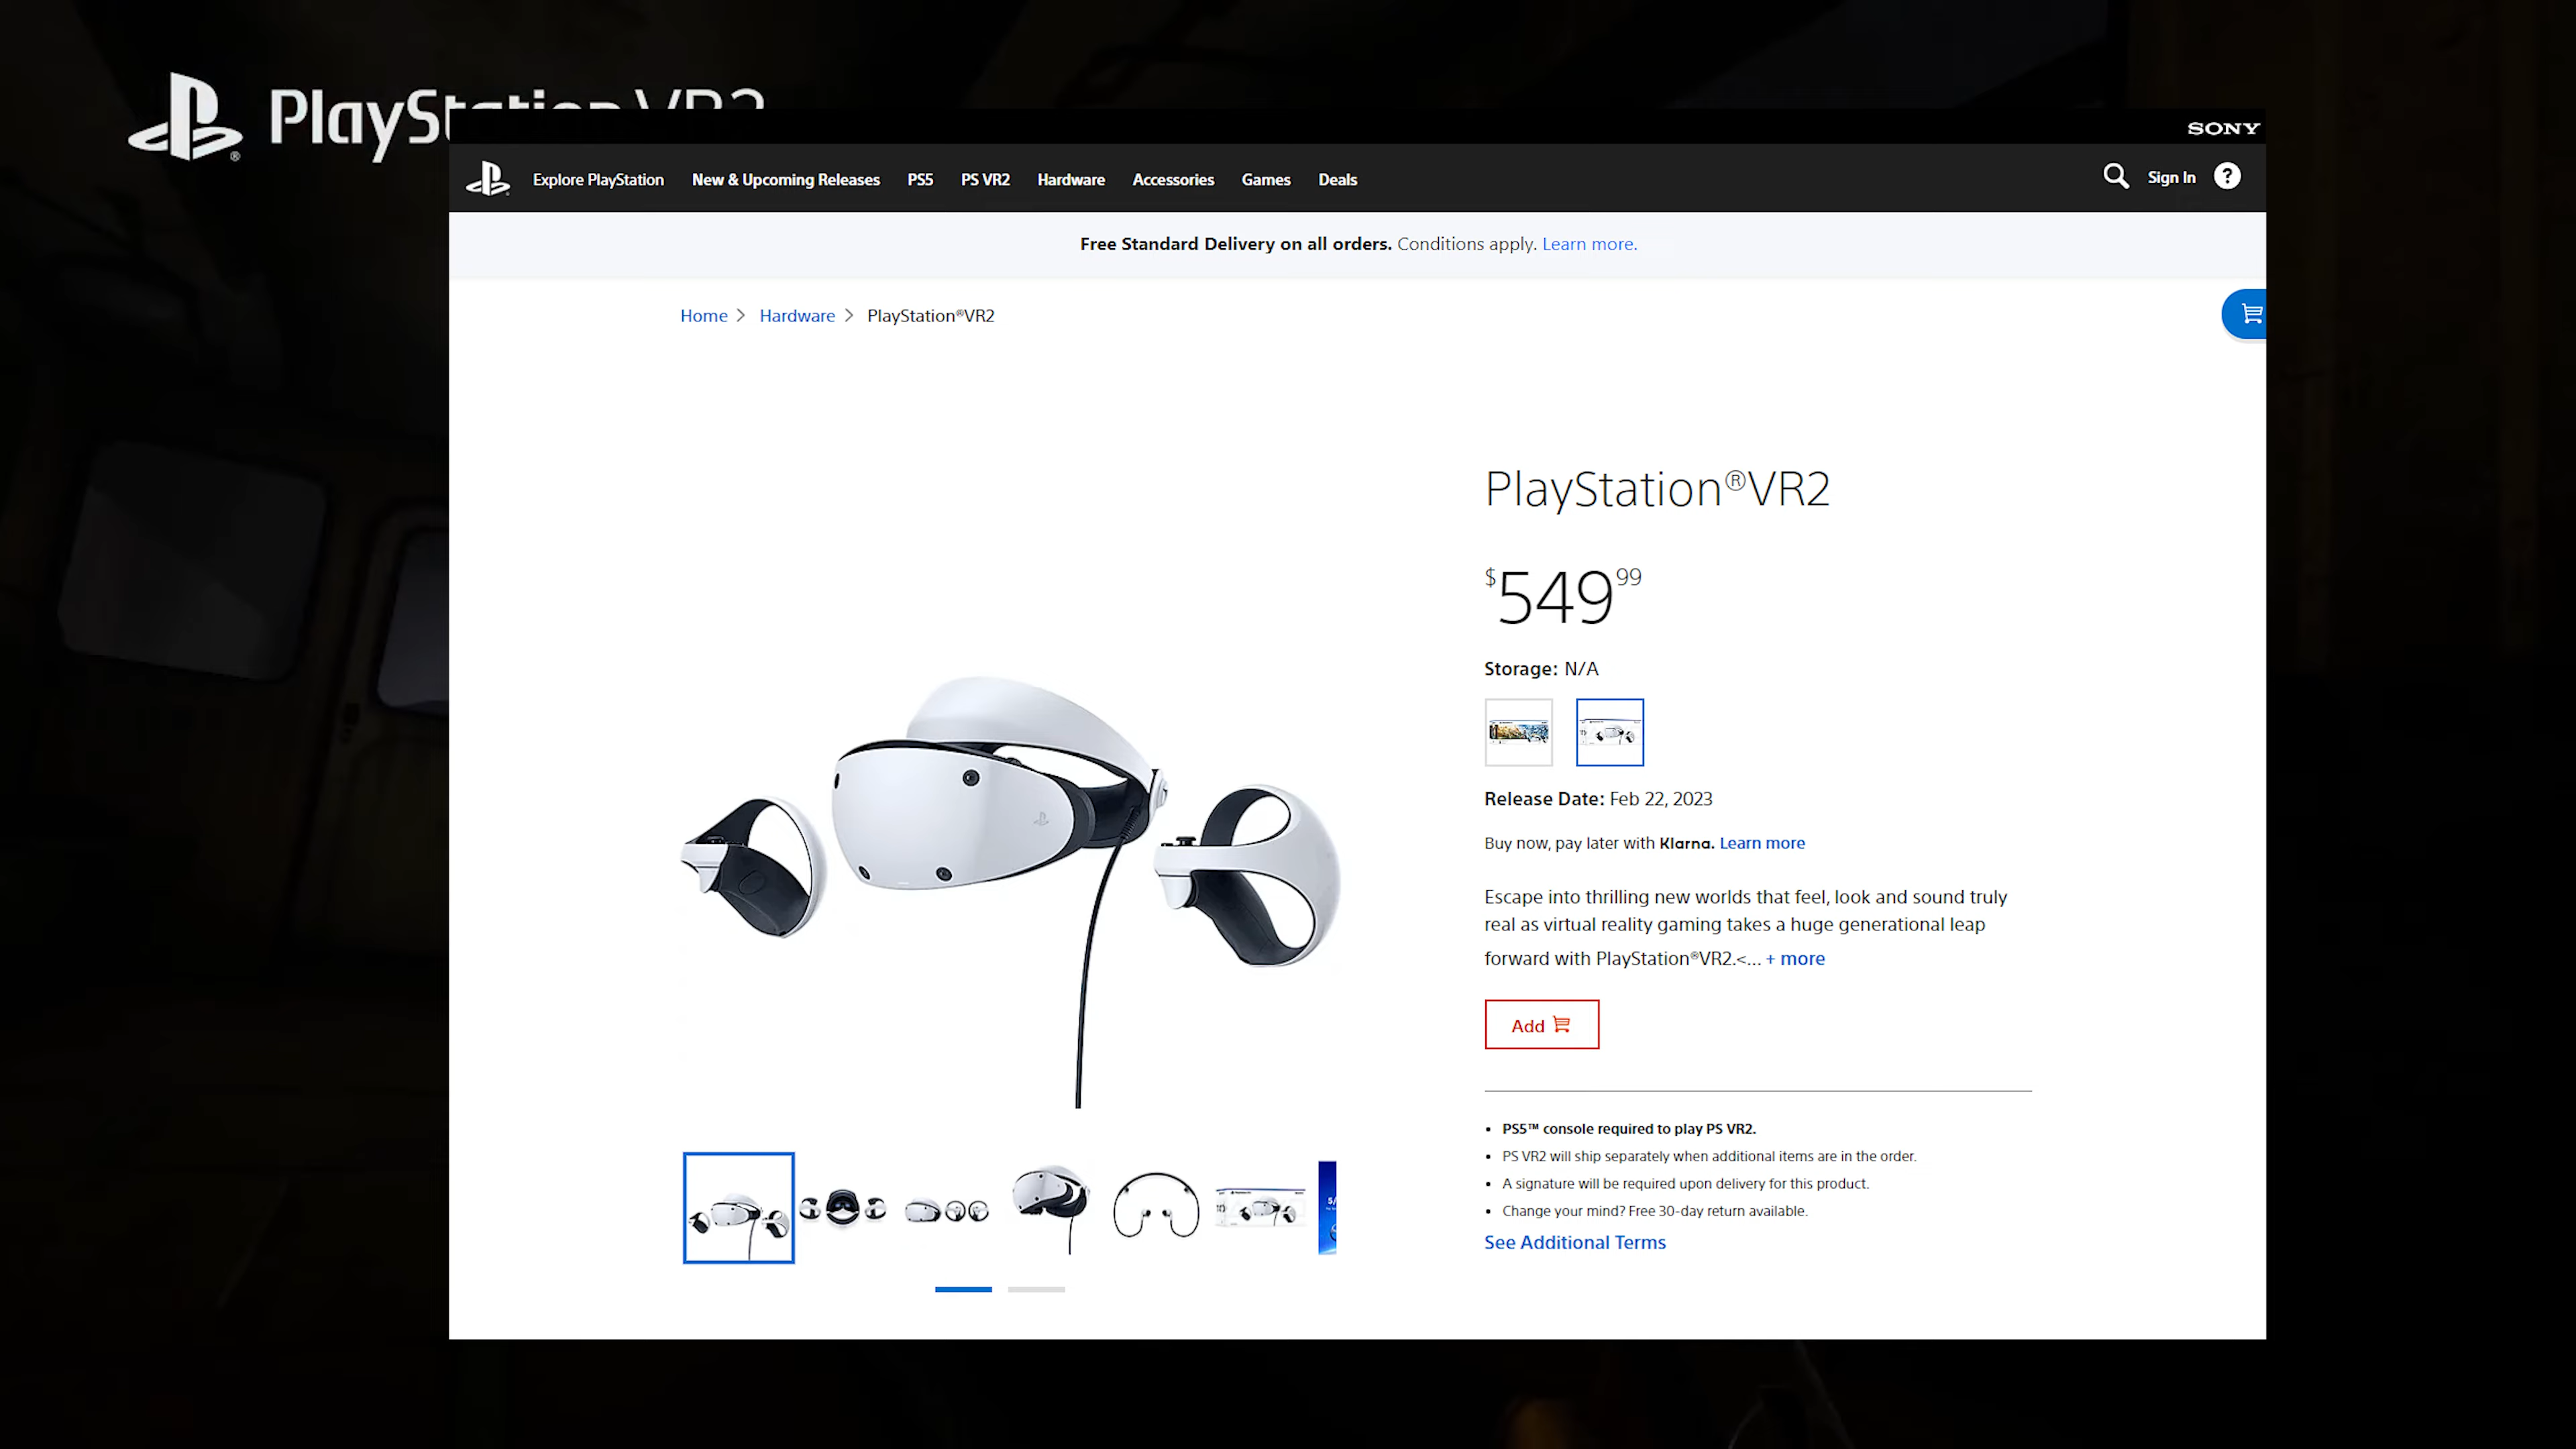 PlayStation VR2
SONY
Explore PlayStation
New & Upcoming Releases
PS5
PS VR2
Hardware
Accessories
Games
Deals
Sign In
?
Free Standard Delivery on all orders. Conditions apply. Learn more.
Home > Hardware > PlayStation®VR2
PlayStation®VR2
$549 99
Storage: N/A
Release Date: Feb 22, 2023
Buy now, pay later with Klarna. Learn more
Escape into thrilling new worlds that feel, look and sound truly
real as virtual reality gaming takes a huge generational leap
forward with PlayStation®VR2.<... + more
Add
• PS5™ console required to play PS VR2.
• PS VR2 will ship separately when additional items are in the order.
• A signature will be required upon delivery for this product.
• Change your mind? Free 30-day return available.
See Additional Terms